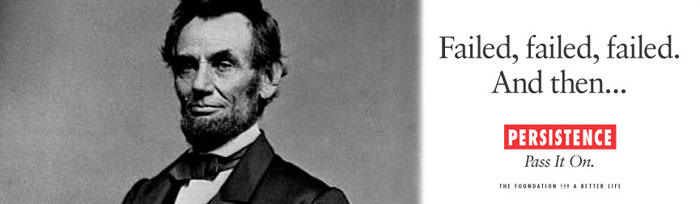 Failed, failed, failed.
And then...
PERSISTENCE
Pass It On.
THE FOUNDATION FOR A BETTER LIFE